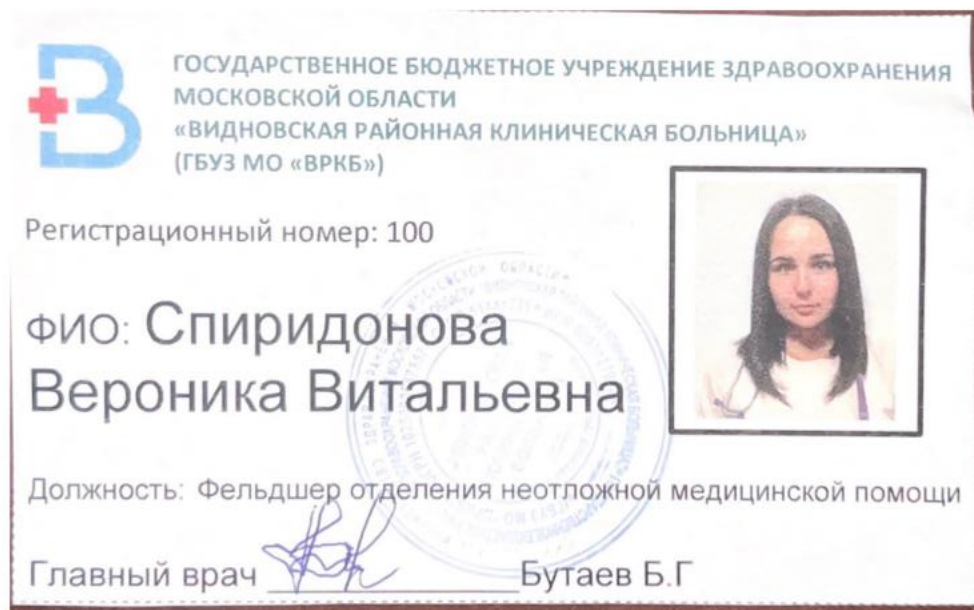 ГОСУДАРСТВЕННОЕ БЮДЖЕТНОЕ УЧРЕЖДЕНИЕ ЗДРАВООХРАНЕНИЯ
МОСКОВСКОЙ ОБЛАСТИ
«ВИДНОВСКАЯ РАЙОННАЯ КЛИНИЧЕСКАЯ БОЛЬНИЦА»
(ГБУЗ МО «ВРКБ»)
Регистрационный номер: 100
ФИО: Спиридонова
Вероника Витальевна
Должность: Фельдшер отделения неотложной медицинской помощи
Главный врач Бутаев Б.Г